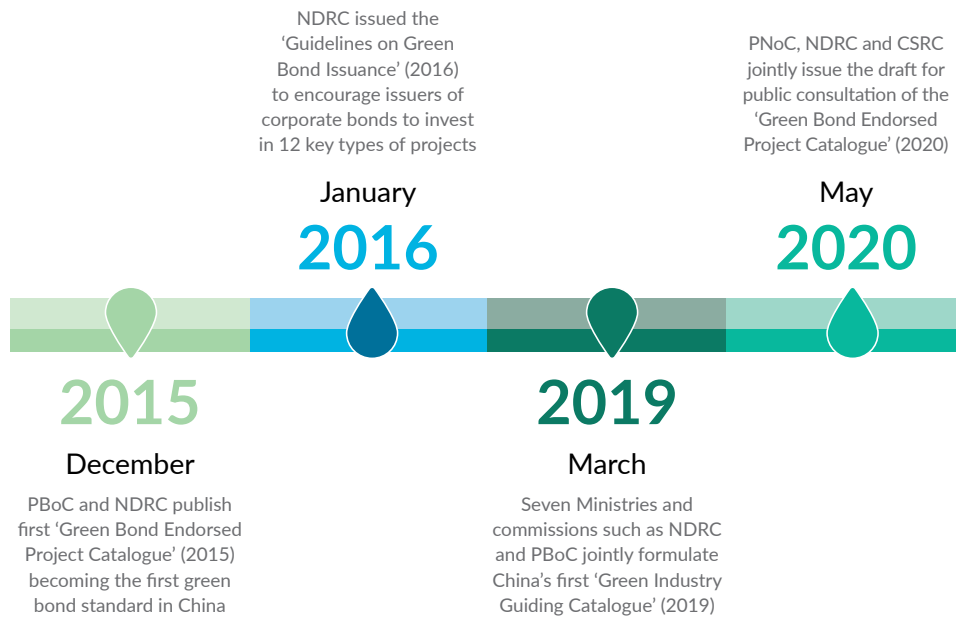 PBoC and NDRC publish
first ‘Green Bond Endorsed
Project Catalogue’ (2015)
becoming the first green
bond standard in China
December
2015
NDRC issued the
‘Guidelines on Green
Bond Issuance’ (2016)
to encourage issuers of
corporate bonds to invest
in 12 key types of projects
January
2016
2019
March
Seven Ministries and
commissions such as NDRC
and PBoC jointly formulate
China’s first ‘Green Industry
Guiding Catalogue’ (2019)
PNoC, NDRC and CSRC
jointly issue the draft for
public consultation of the
‘Green Bond Endorsed
Project Catalogue’ (2020)
May
2020